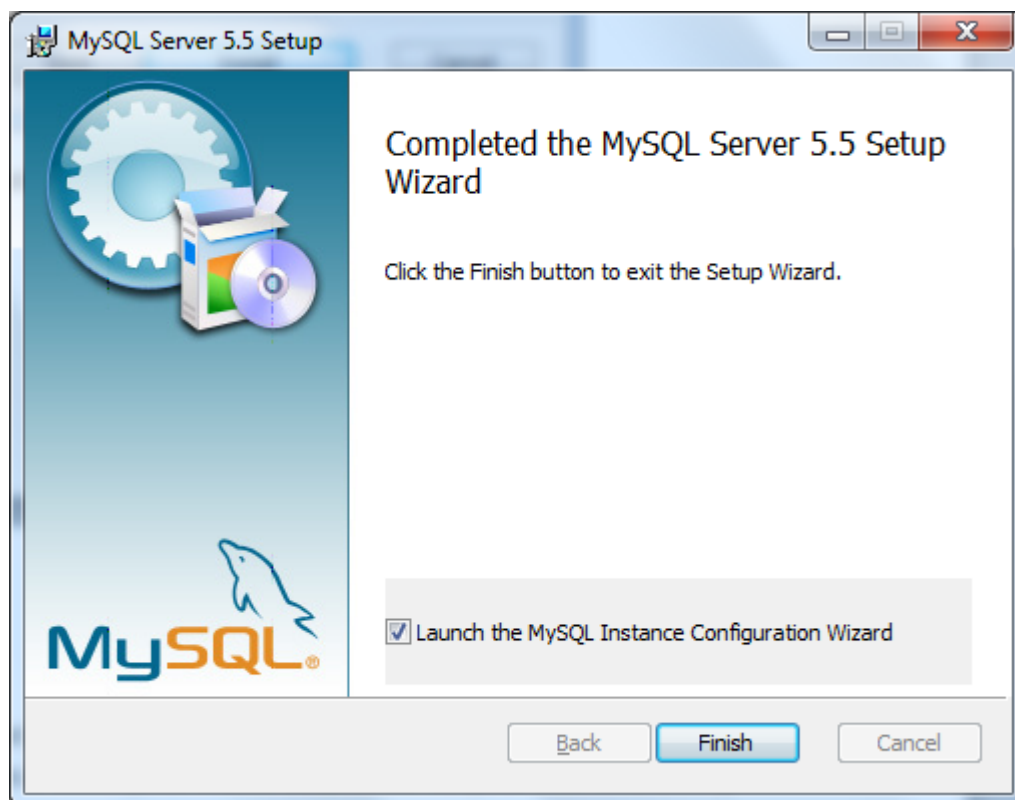 MySQL Server 5.5 Setup
Completed the MySQL Server 5.5 Setup
Wizard
Click the Finish button to exit the Setup Wizard.
Launch the MySQL Instance Configuration Wizard
MySQL®
Back
Finish
Cancel